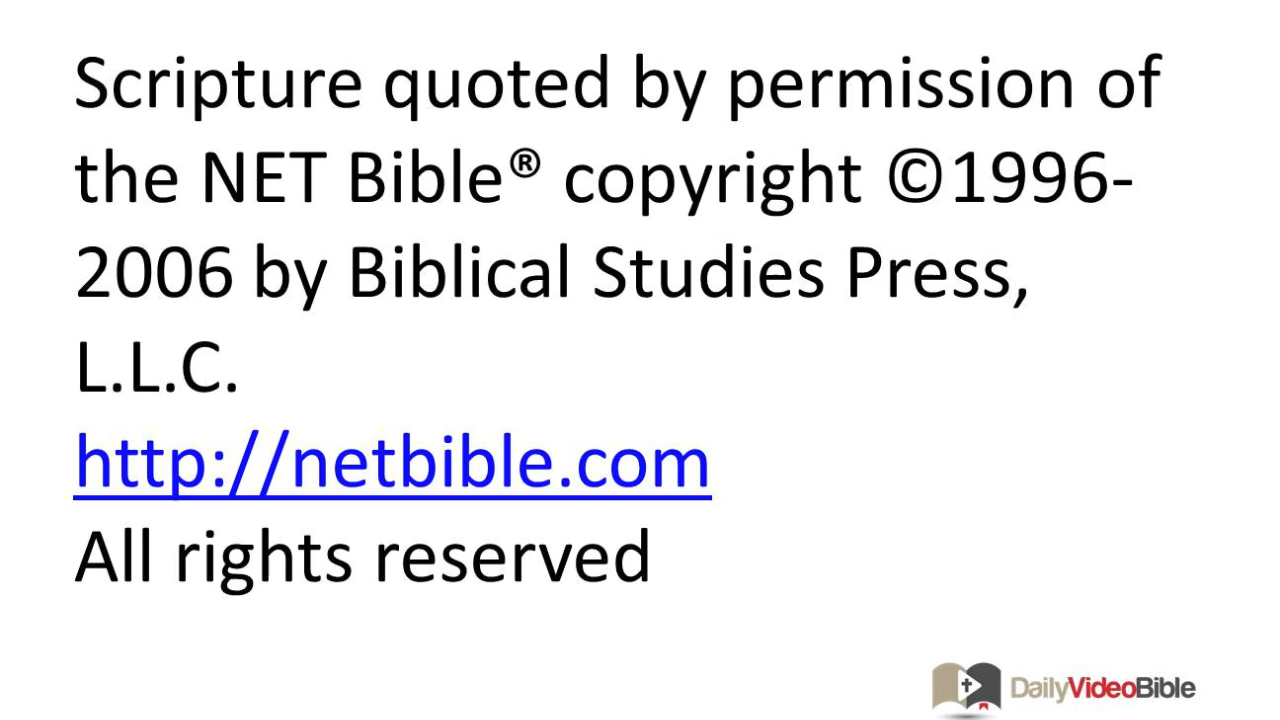 Scripture quoted by permission of
the NET Bible® copyright ©1996-
2006 by Biblical Studies Press,
L.L.C.
http://netbible.com
All rights reserved
DailyVideoBible